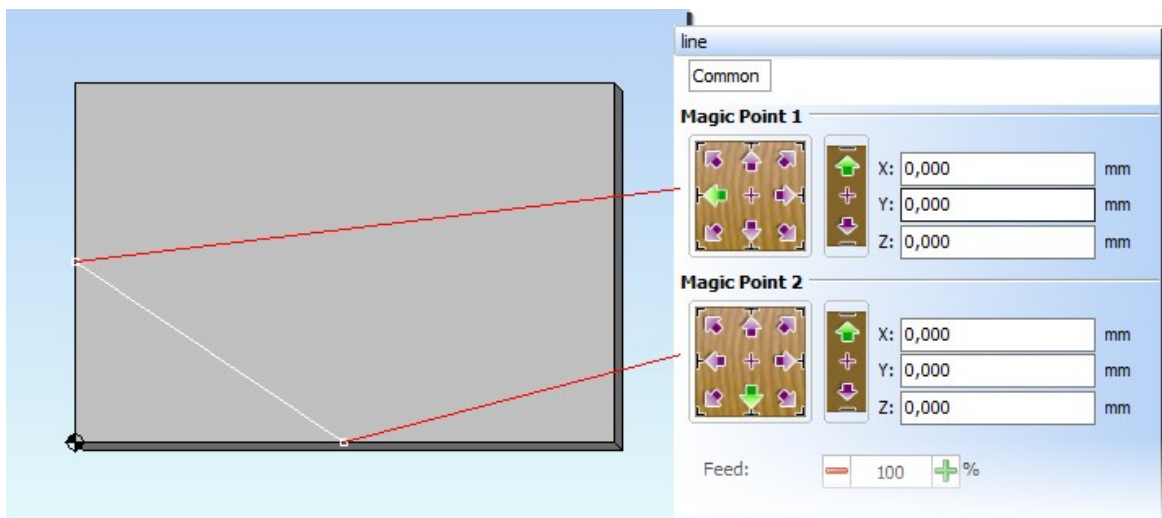 line
Common
Magic Point 1
X: 0,000 mm
Y: 0,000 mm
Z: 0,000 mm
Magic Point 2
X: 0,000 mm
Y: 0,000 mm
Z: 0,000 mm
Feed: 100 %